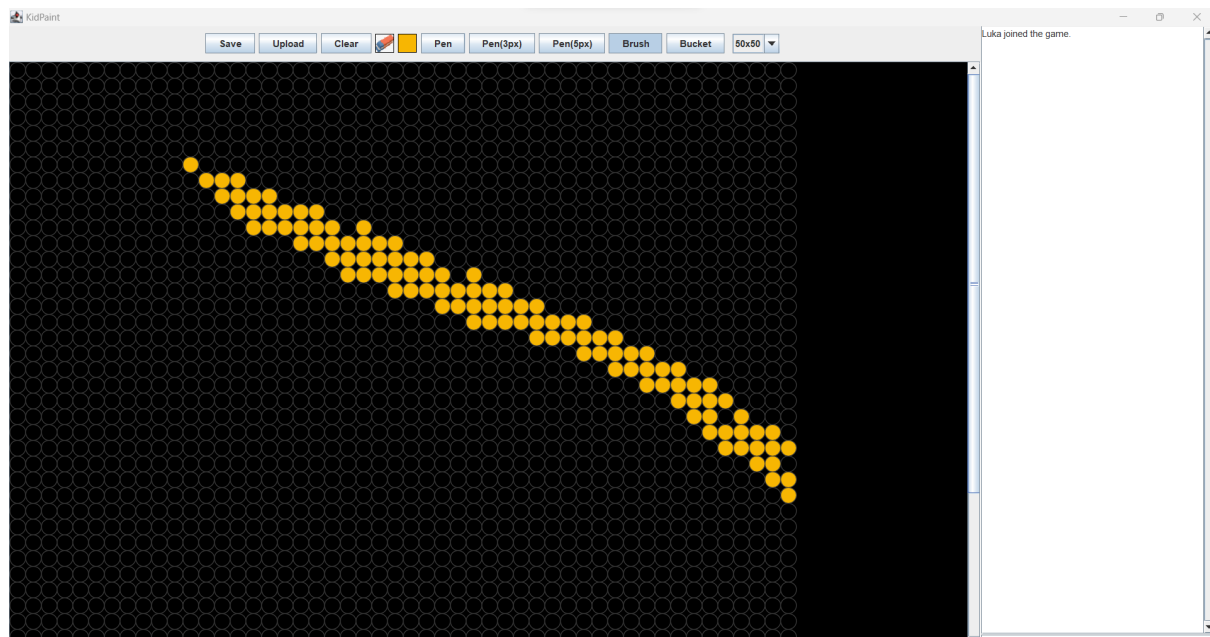 KidPaint
Save Upload Clear Pen Pen(3px) Pen(5px) Brush Bucket 50x50
Luka joined the game.